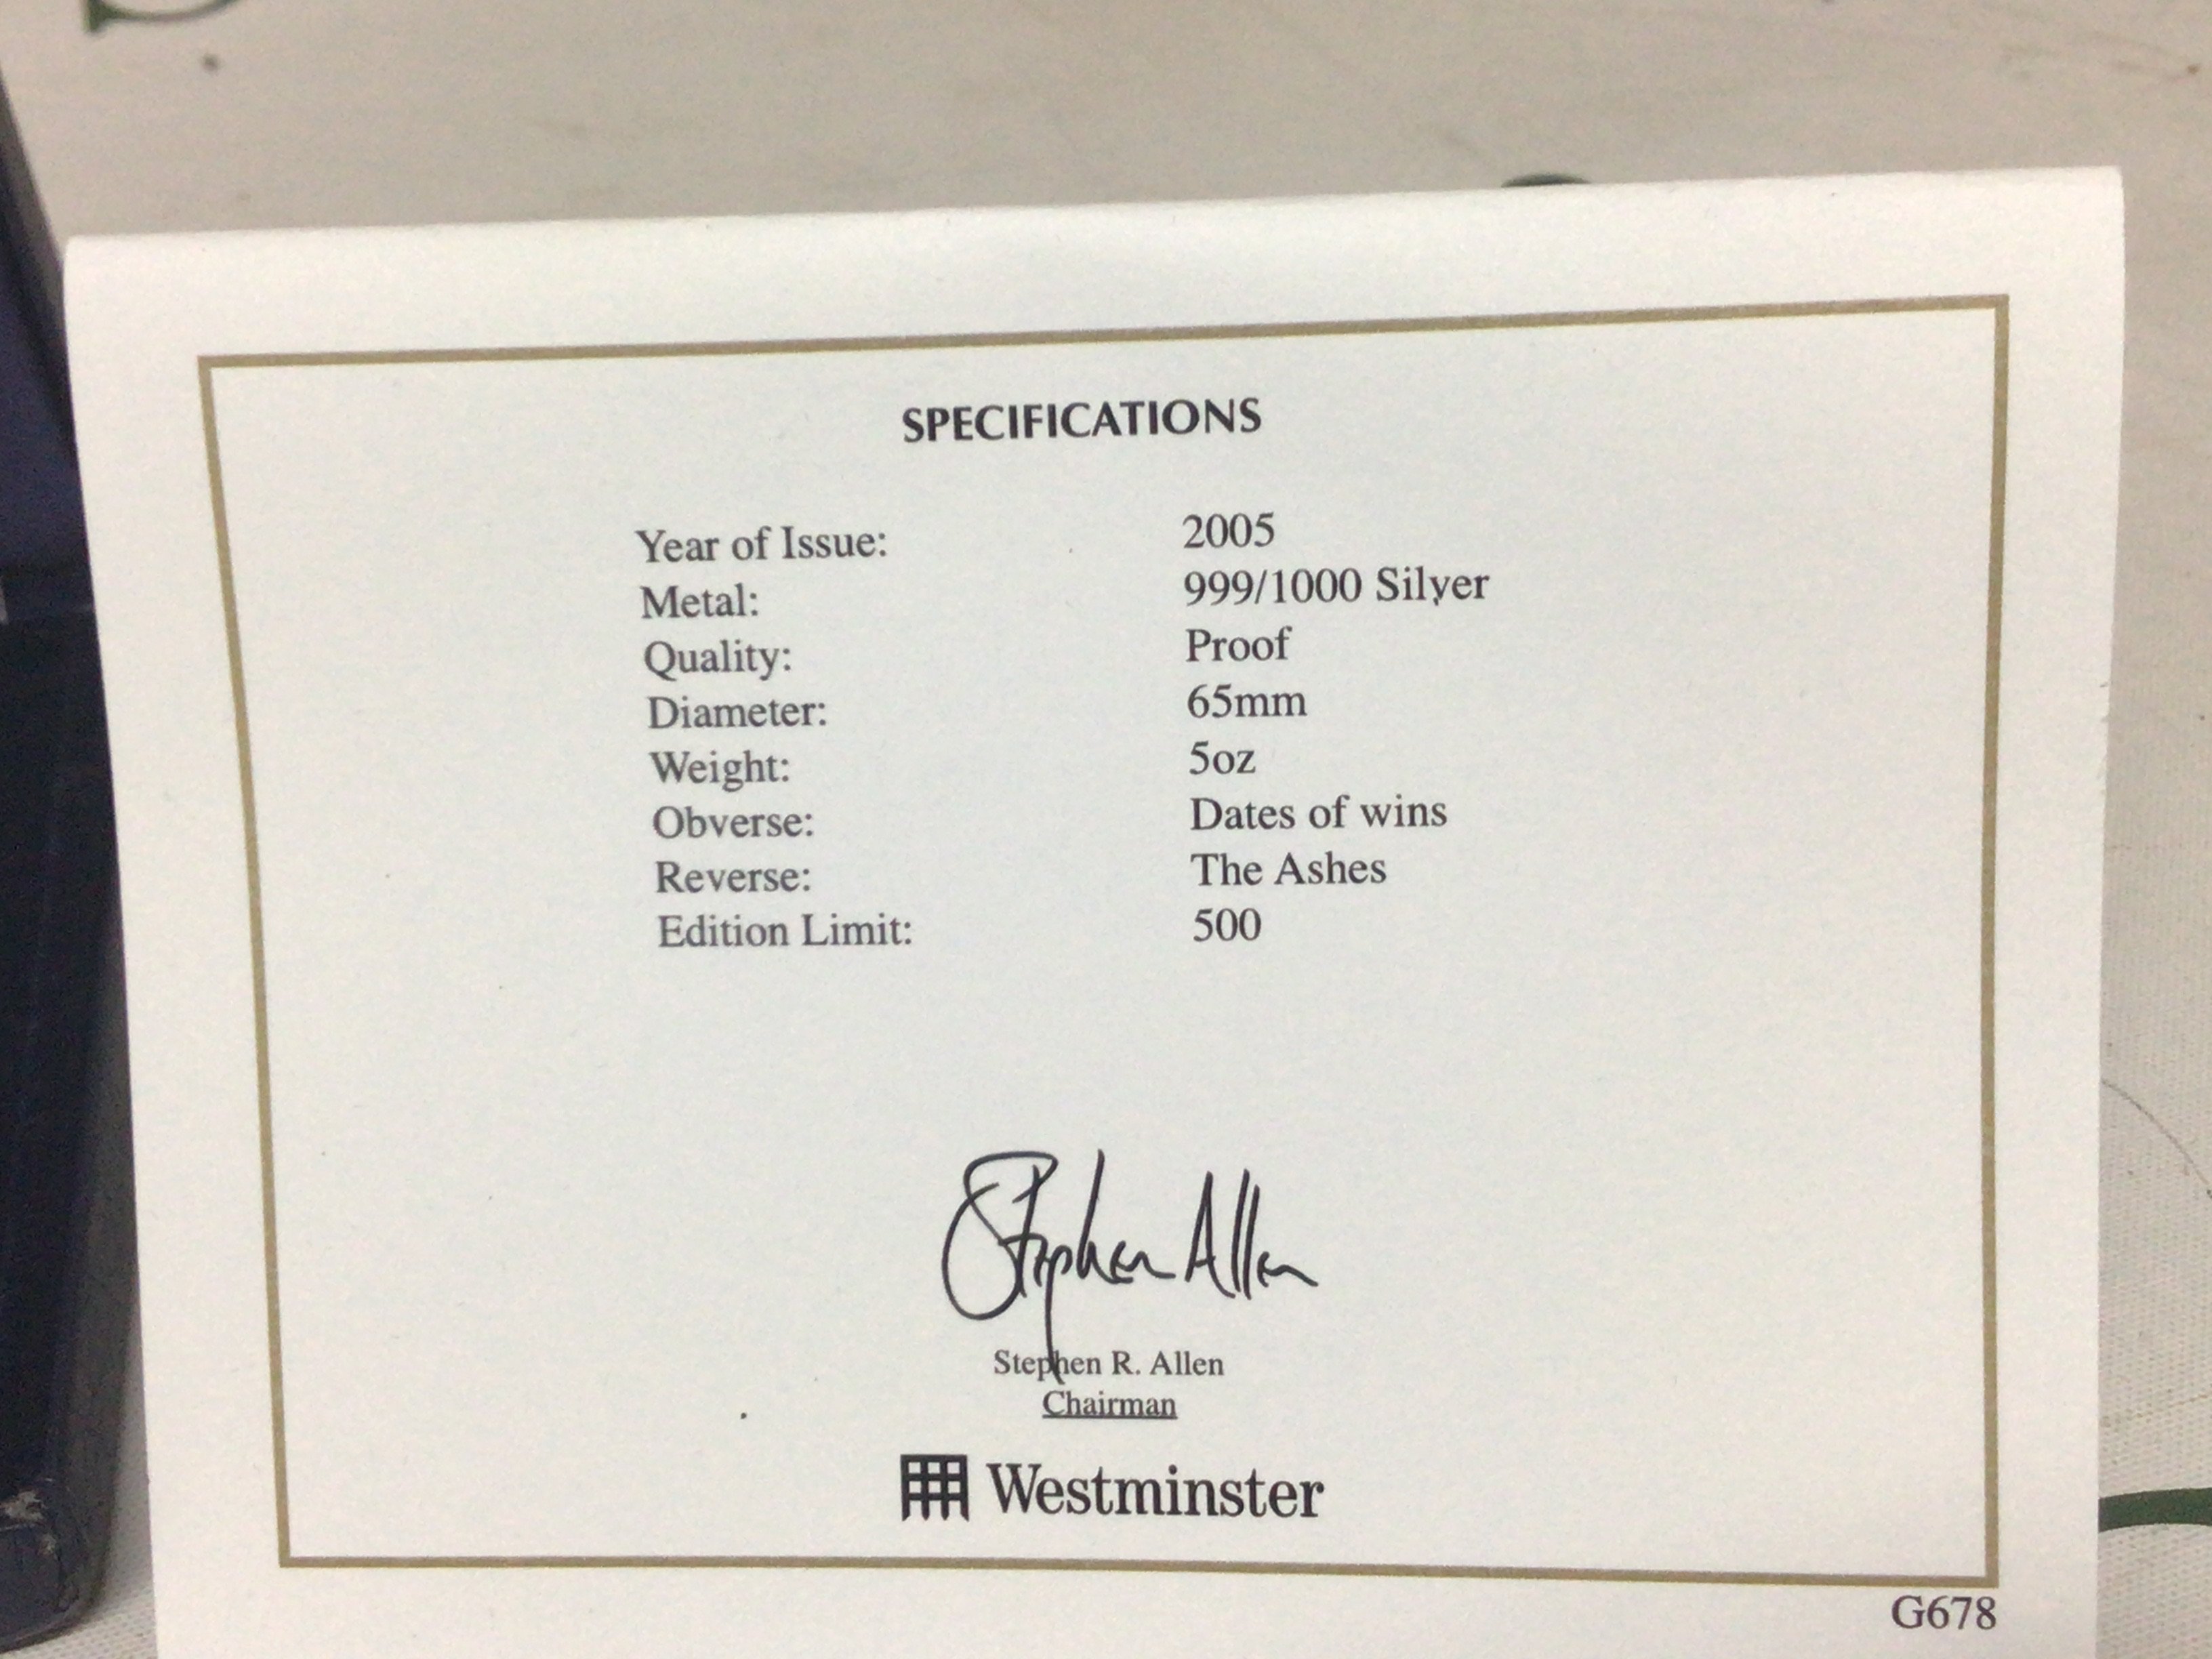 SPECIFICATIONS
Year of Issue: 2005
Metal: 999/1000 Silver
Quality: Proof
Diameter: 65mm
Weight: 5oz
Obverse: Dates of wins
Reverse: The Ashes
Edition Limit: 500
Stephen Allen
Stephen R. Allen
Chairman
Westminster
G678